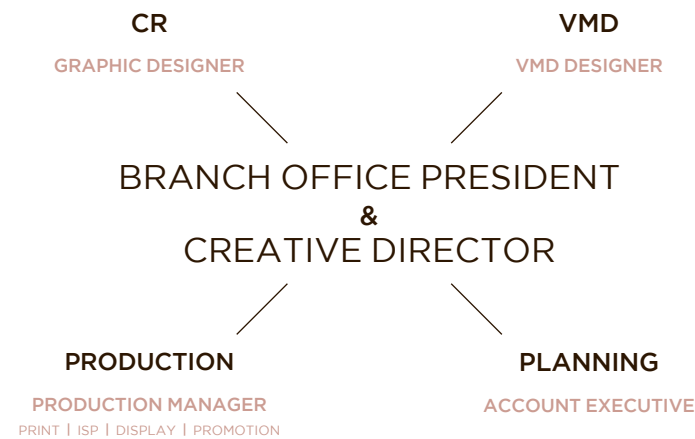 CR
GRAPHIC DESIGNER
VMD
VMD DESIGNER
BRANCH OFFICE PRESIDENT
&
CREATIVE DIRECTOR
PRODUCTION
PRODUCTION MANAGER
PRINT | ISP | DISPLAY | PROMOTION
PLANNING
ACCOUNT EXECUTIVE